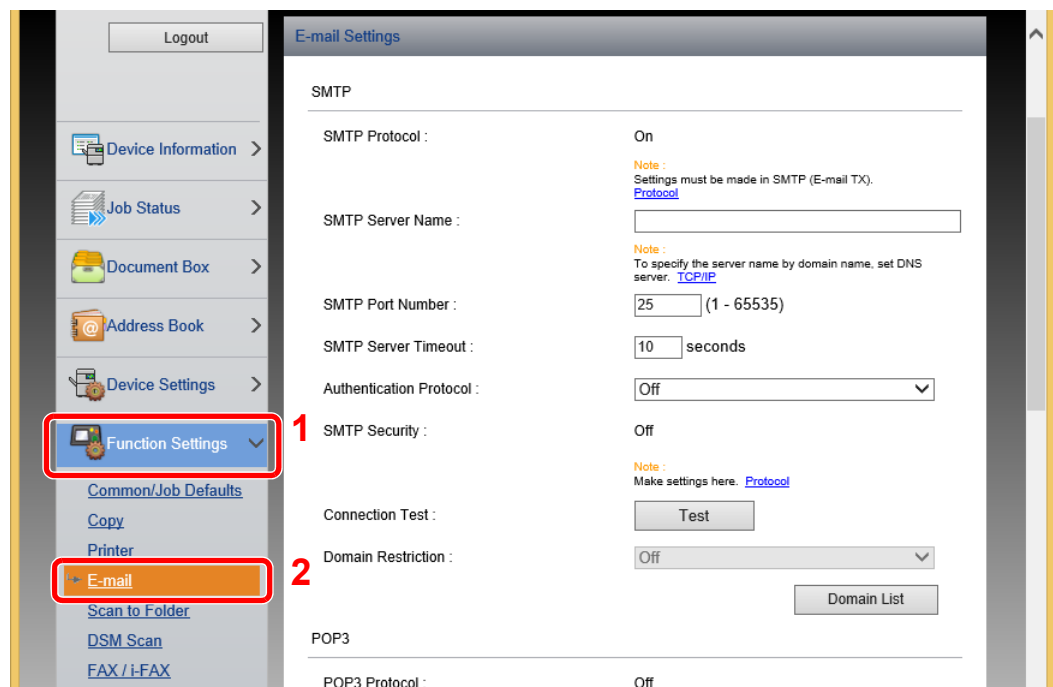 Logout
Device Information
Job Status
Document Box
Address Book
Device Settings
Function Settings
1
Common/Job Defaults
Copy
Printer
E-mail
2
Scan to Folder
DSM Scan
FAX / i-FAX
E-mail Settings
SMTP
SMTP Protocol : On
Note :
Settings must be made in SMTP (E-mail TX).
Protocol
SMTP Server Name :
Note :
To specify the server name by domain name, set DNS
server. TCP/IP
SMTP Port Number : 25 (1 - 65535)
SMTP Server Timeout : 10 seconds
Authentication Protocol : Off
SMTP Security : Off
Note :
Make settings here. Protocol
Connection Test : Test
Domain Restriction : Off
Domain List
POP3
POP3 Protocol : Off